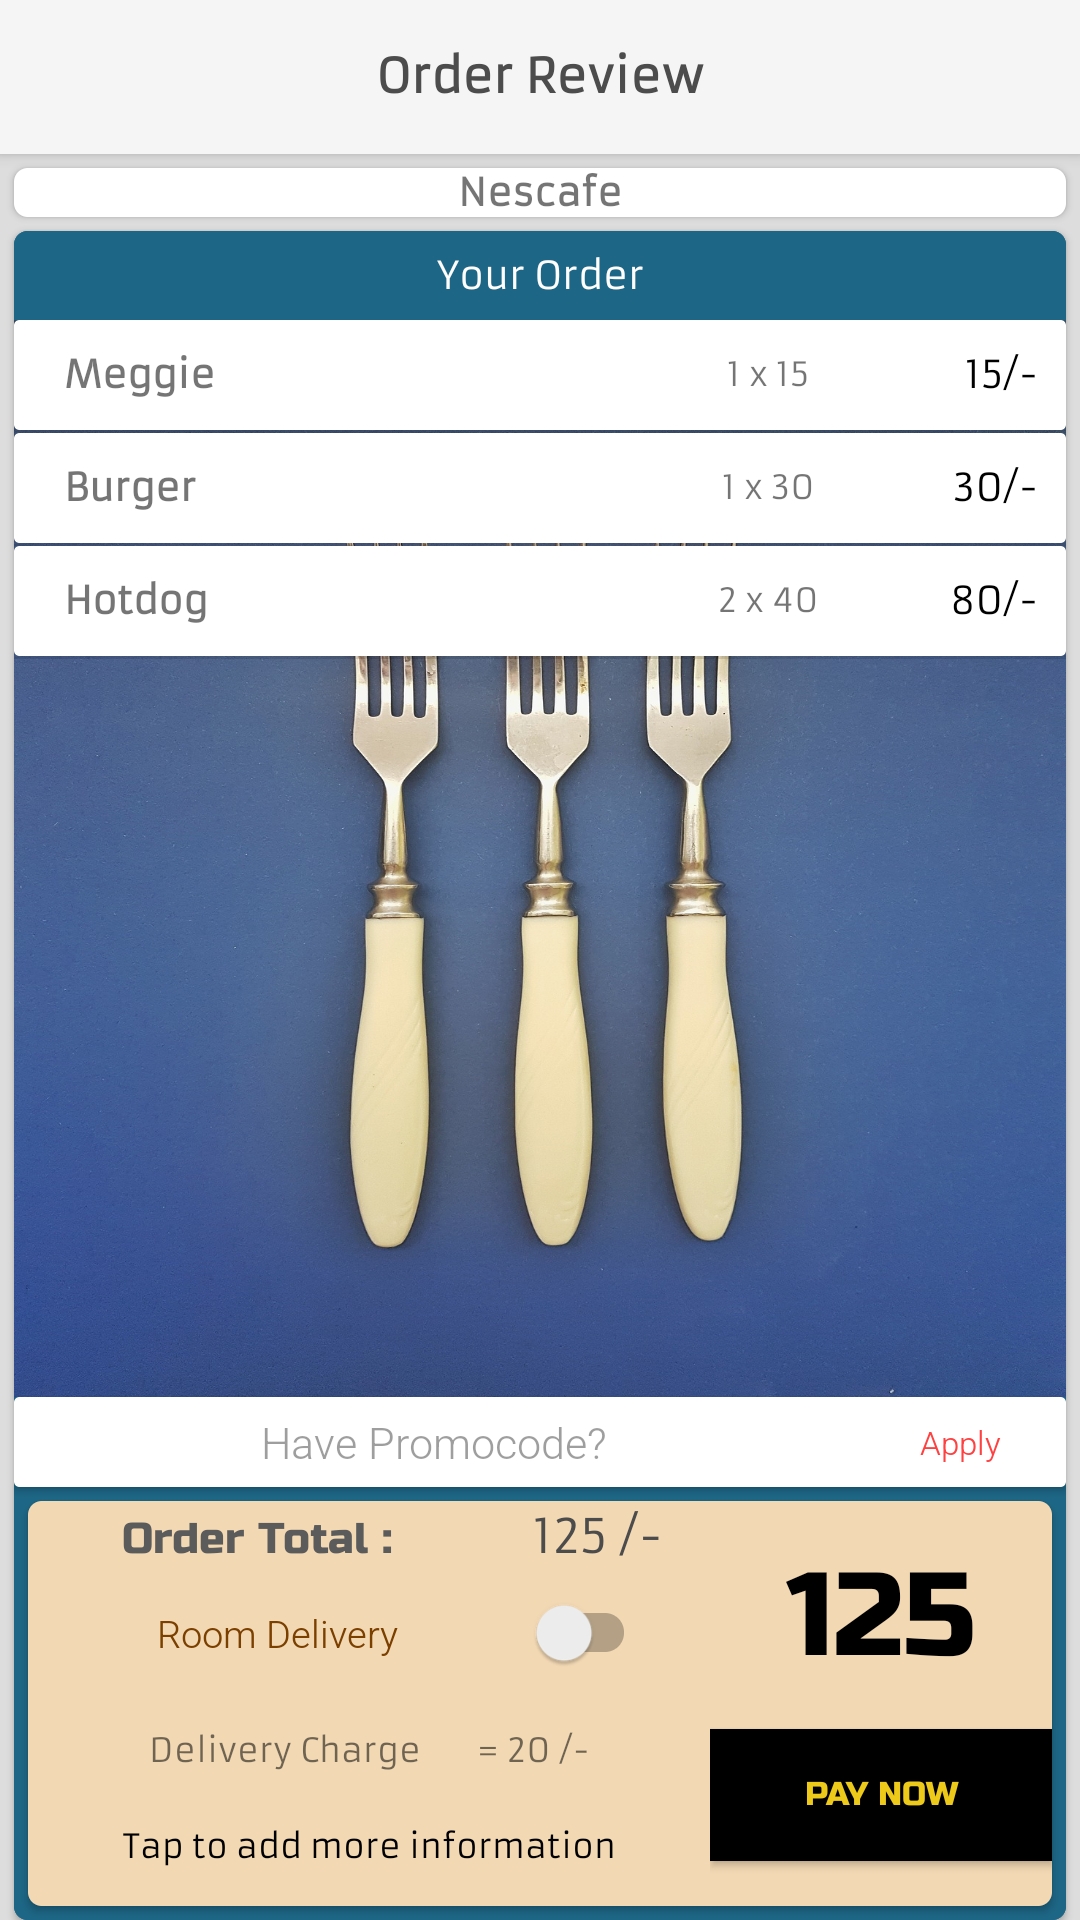 Order Review
Nescafe
Your Order
Meggie 1 x 15 15/-
Burger 1 x 30 30/-
Hotdog 2 x 40 80/-
Have Promocode? Apply
Order Total : 125 /-
125
Room Delivery
Delivery Charge = 20 /-
PAY NOW
Tap to add more information